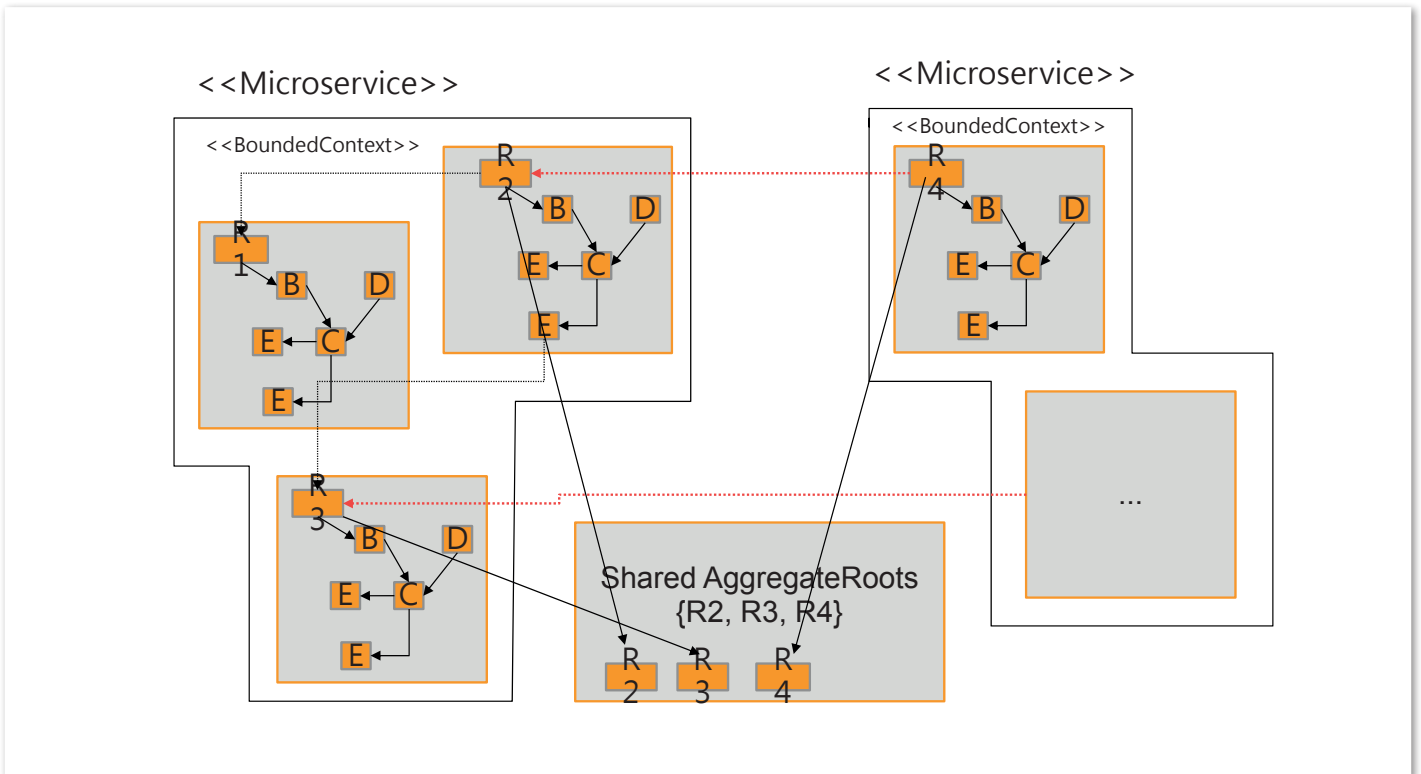 <<Microservice>>
<<BoundedContext>>
R
2
B
D
E
C
E
R
1
B
D
E
C
E
R
3
B
D
E
C
E
<<Microservice>>
<<BoundedContext>>
R
4
B
D
E
C
E
...
Shared AggregateRoots
{R2, R3, R4}
R
2
R
3
R
4